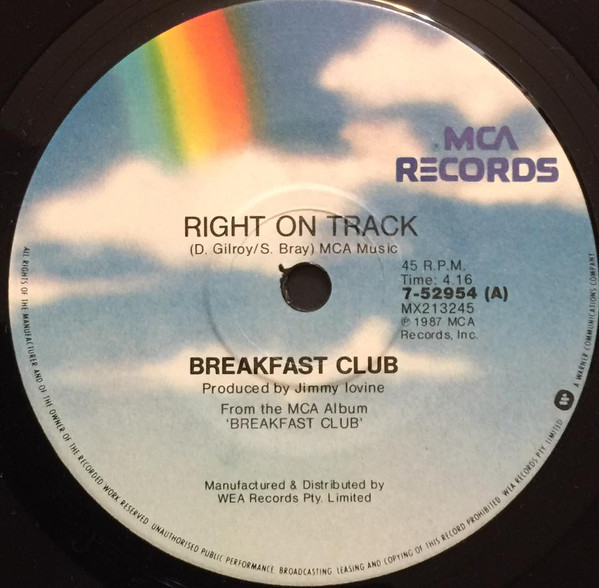 MCA
RECORDS
RIGHT ON TRACK
(D. Gilroy/S. Bray) MCA Music
45 R.P.M.
Time: 4.16
7-52954 (A)
MX213245
℗ 1987 MCA
Records, Inc.
BREAKFAST CLUB
Produced by Jimmy Iovine
From the MCA Album
'BREAKFAST CLUB'
Manufactured & Distributed by
WEA Records Pty. Limited
ALL RIGHTS OF THE MANUFACTURER AND OF THE OWNER OF THE RECORDED WORK RESERVED. UNAUTHORISED PUBLIC PERFORMANCE. BROADCASTING. LEASING AND COPYING OF THIS RECORD PROHIBITED. WEA RECORDS PTY. LIMITED
A WARNER COMMUNICATIONS COMPANY